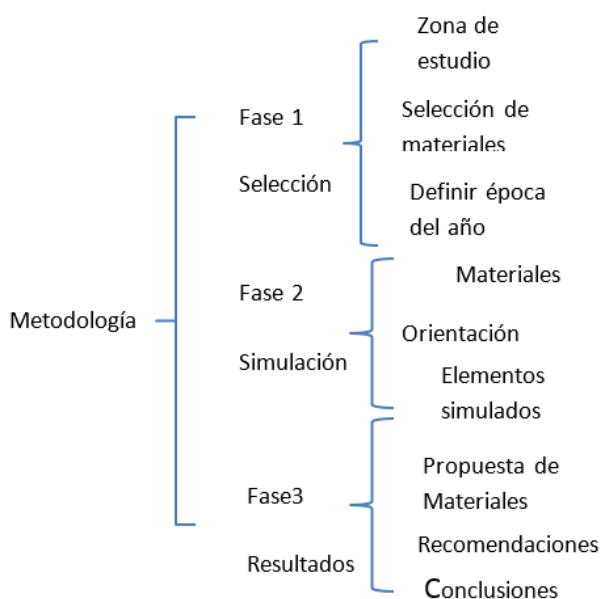 Metodología
Fase 1
Selección
Zona de
estudio
Selección de
materiales
Definir época
del año
Fase 2
Simulación
Materiales
Orientación
Elementos
simulados
Fase3
Resultados
Propuesta de
Materiales
Recomendaciones
Conclusiones